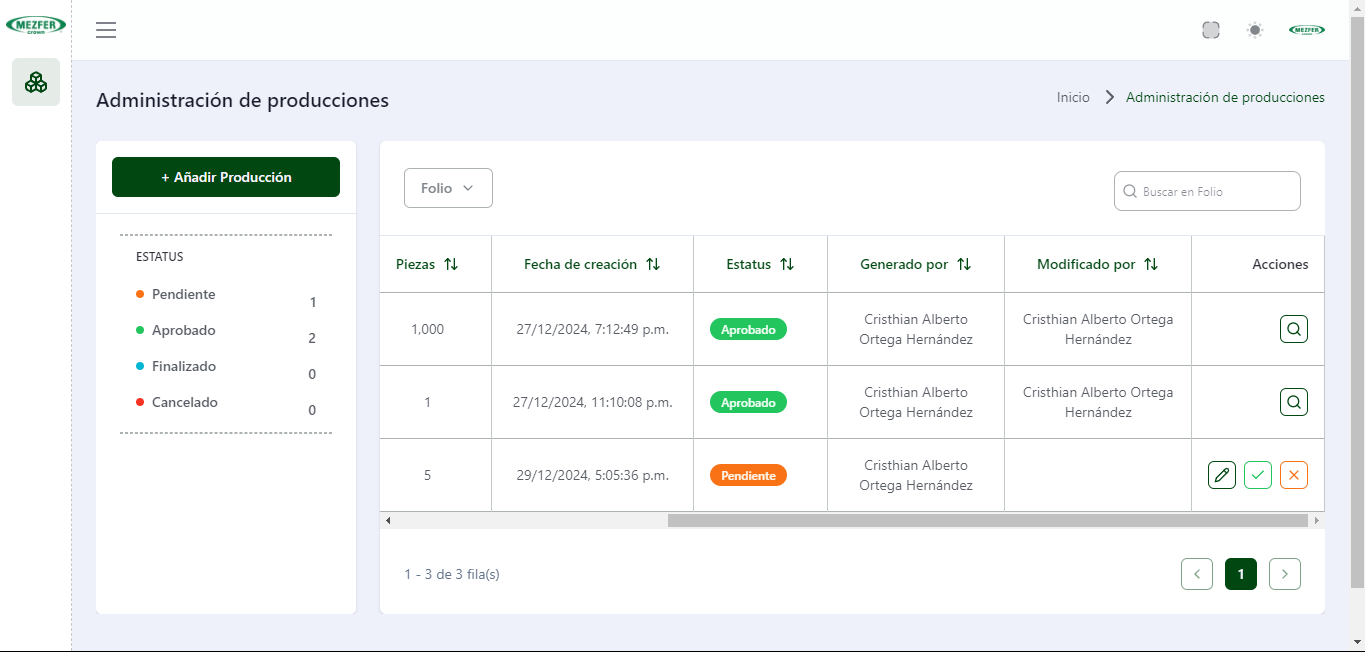 MEZFER
CROWN
MEZFER
Administración de producciones
Inicio
Administración de producciones
+ Añadir Producción
ESTATUS
Pendiente 1
Aprobado 2
Finalizado 0
Cancelado 0
Folio
Buscar en Folio
Piezas Fecha de creación Estatus Generado por Modificado por Acciones
1,000 27/12/2024, 7:12:49 p.m. Aprobado Cristhian Alberto Ortega Hernández Cristhian Alberto Ortega Hernández
1 27/12/2024, 11:10:08 p.m. Aprobado Cristhian Alberto Ortega Hernández Cristhian Alberto Ortega Hernández
5 29/12/2024, 5:05:36 p.m. Pendiente Cristhian Alberto Ortega Hernández
1 - 3 de 3 fila(s)
1